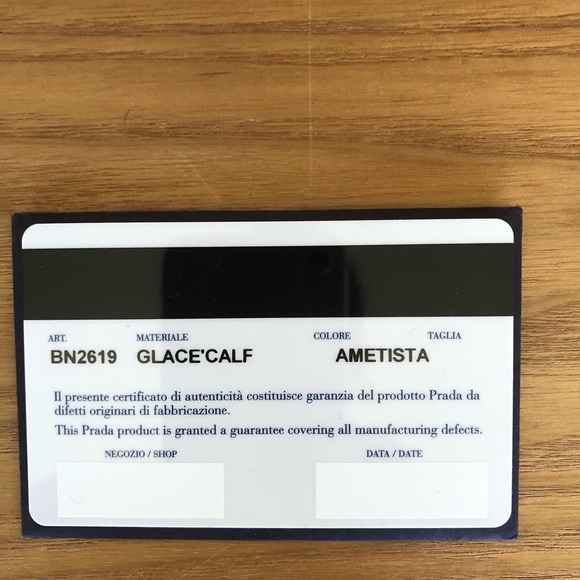 ART. MATERIALE COLORE TAGLIA
BN2619 GLACE'CALF AMETISTA
Il presente certificato di autenticità costituisce garanzia del prodotto Prada da
difetti originari di fabbricazione.
This Prada product is granted a guarantee covering all manufacturing defects.
NEGOZIO / SHOP DATA / DATE